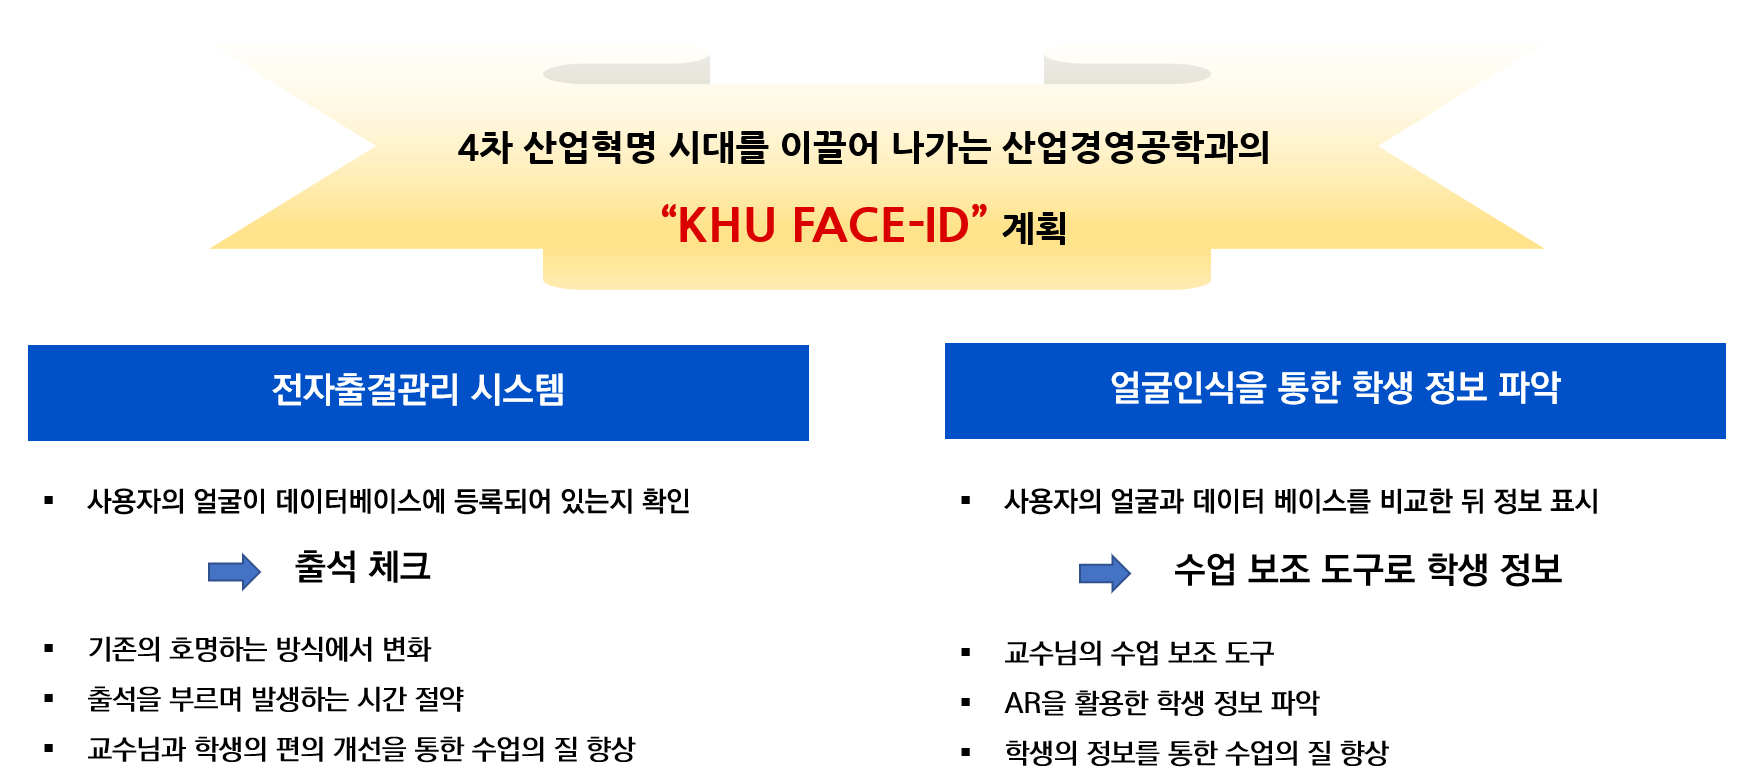 4차 산업혁명 시대를 이끌어 나가는 산업경영공학과의
“KHU FACE-ID” 계획
전자출결관리 시스템
▪ 사용자의 얼굴이 데이터베이스에 등록되어 있는지 확인
출석 체크
▪ 기존의 호명하는 방식에서 변화
▪ 출석을 부르며 발생하는 시간 절약
▪ 교수님과 학생의 편의 개선을 통한 수업의 질 향상
얼굴인식을 통한 학생 정보 파악
▪ 사용자의 얼굴과 데이터 베이스를 비교한 뒤 정보 표시
수업 보조 도구로 학생 정보
▪ 교수님의 수업 보조 도구
▪ AR을 활용한 학생 정보 파악
▪ 학생의 정보를 통한 수업의 질 향상